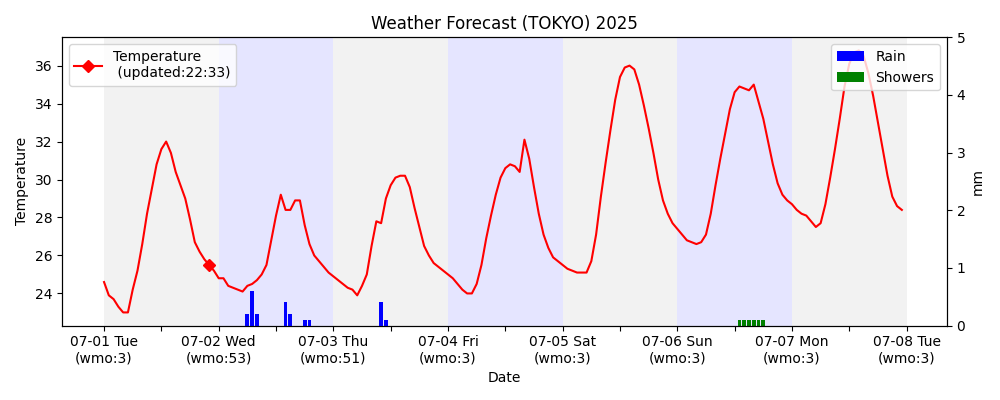 Weather Forecast (TOKYO) 2025
Temperature
(updated:22:33)
Rain
Showers
Temperature
36
34
32
30
28
26
24
5
4
3
2
1
0
mm
07-01 Tue
(wmo:3)
07-02 Wed
(wmo:53)
07-03 Thu
(wmo:51)
07-04 Fri
(wmo:3)
07-05 Sat
(wmo:3)
07-06 Sun
(wmo:3)
07-07 Mon
(wmo:3)
07-08 Tue
(wmo:3)
Date